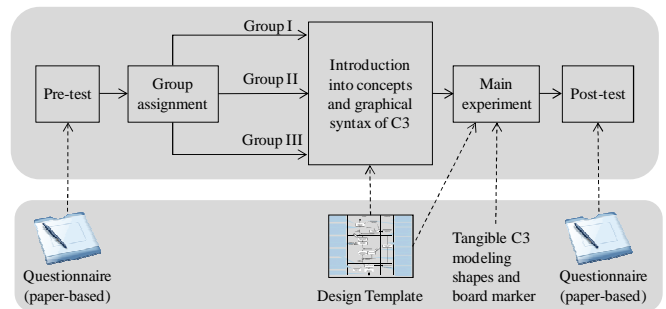 Group I
Pre-test
Group
assignment
Group II
Group III
Introduction
into concepts
and graphical
syntax of C3
Main
experiment
Post-test
Questionnaire
(paper-based)
Design Template
Tangible C3
modeling
shapes and
board marker
Questionnaire
(paper-based)